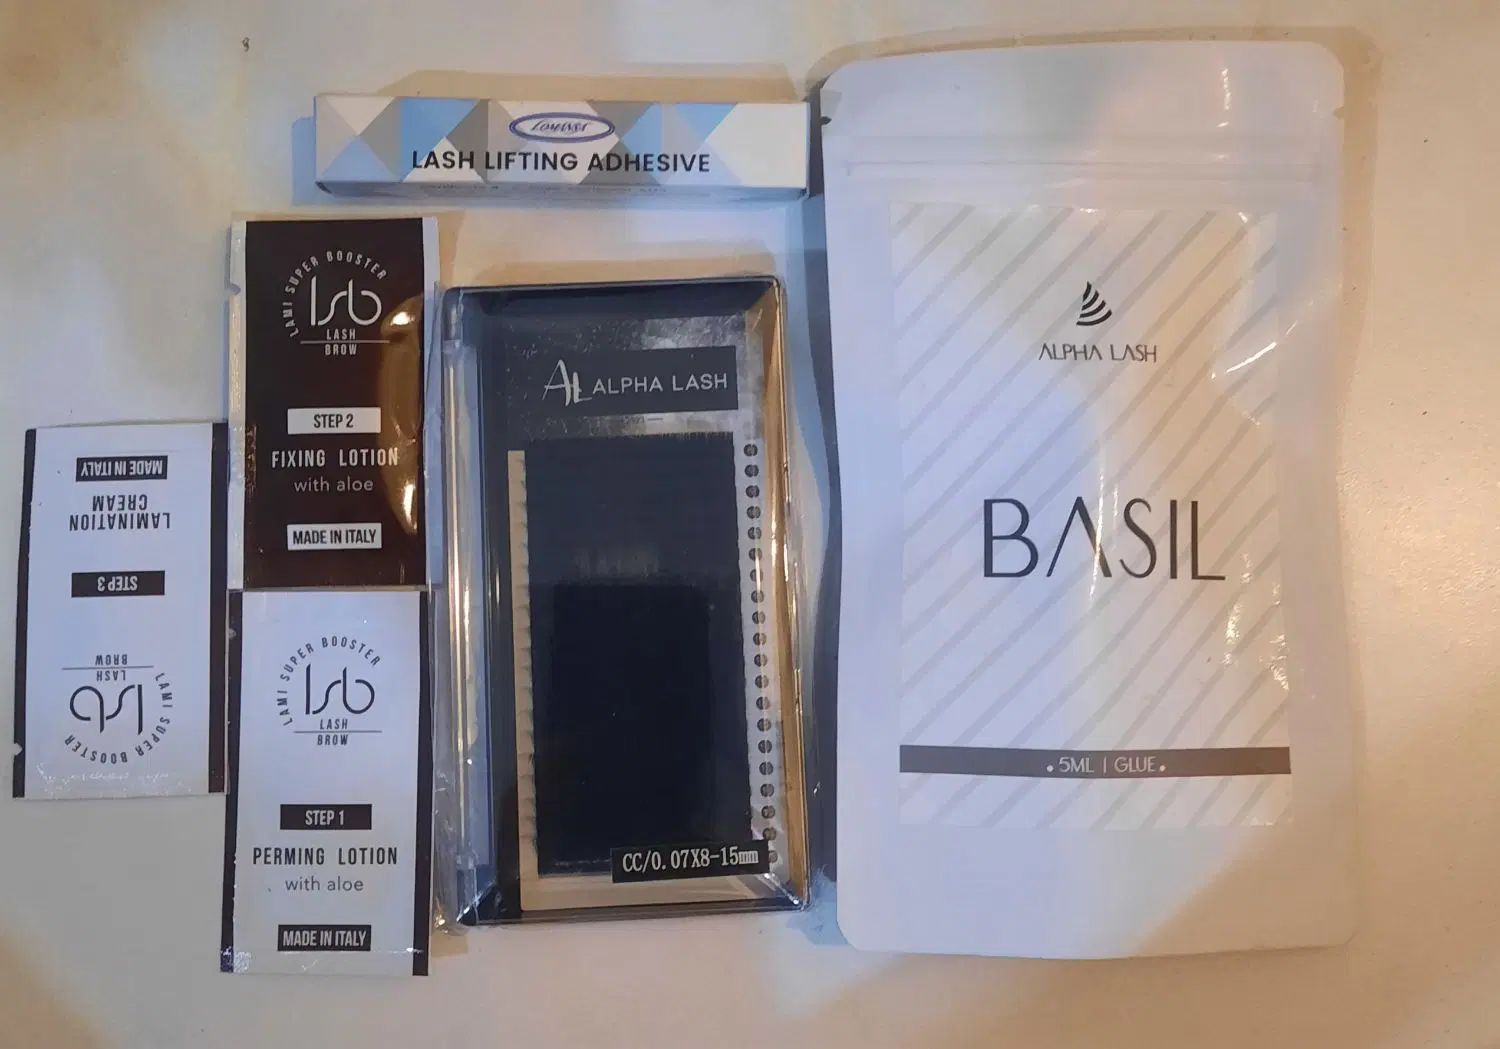 Louiver
LASH LIFTING ADHESIVE
LAMI SUPER BOOSTER
lsb
LASH
BROW
STEP 2
FIXING LOTION
with aloe
MADE IN ITALY
LAMI SUPER BOOSTER
lsb
LASH
BROW
STEP 3
LAMINATION
CREAM
MADE IN ITALY
LAMI SUPER BOOSTER
lsb
LASH
BROW
STEP 1
PERMING LOTION
with aloe
MADE IN ITALY
AL ALPHA LASH
CC/0.07X8-15mm
ALPHA LASH
BASIL
• 5ML | GLUE •